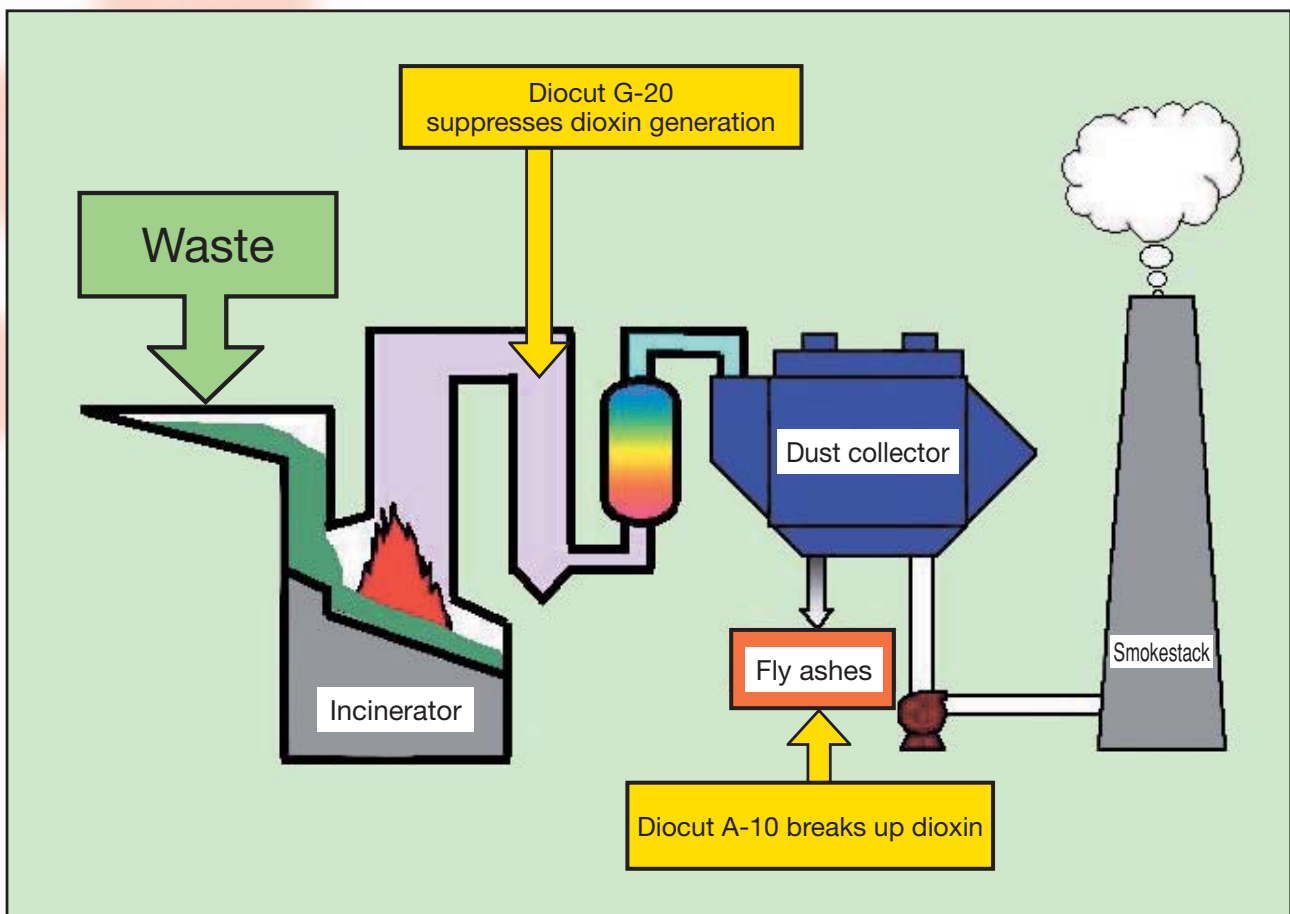 Diocut G-20
suppresses dioxin generation
Waste
Dust collector
Smokestack
Fly ashes
Incinerator
Diocut A-10 breaks up dioxin